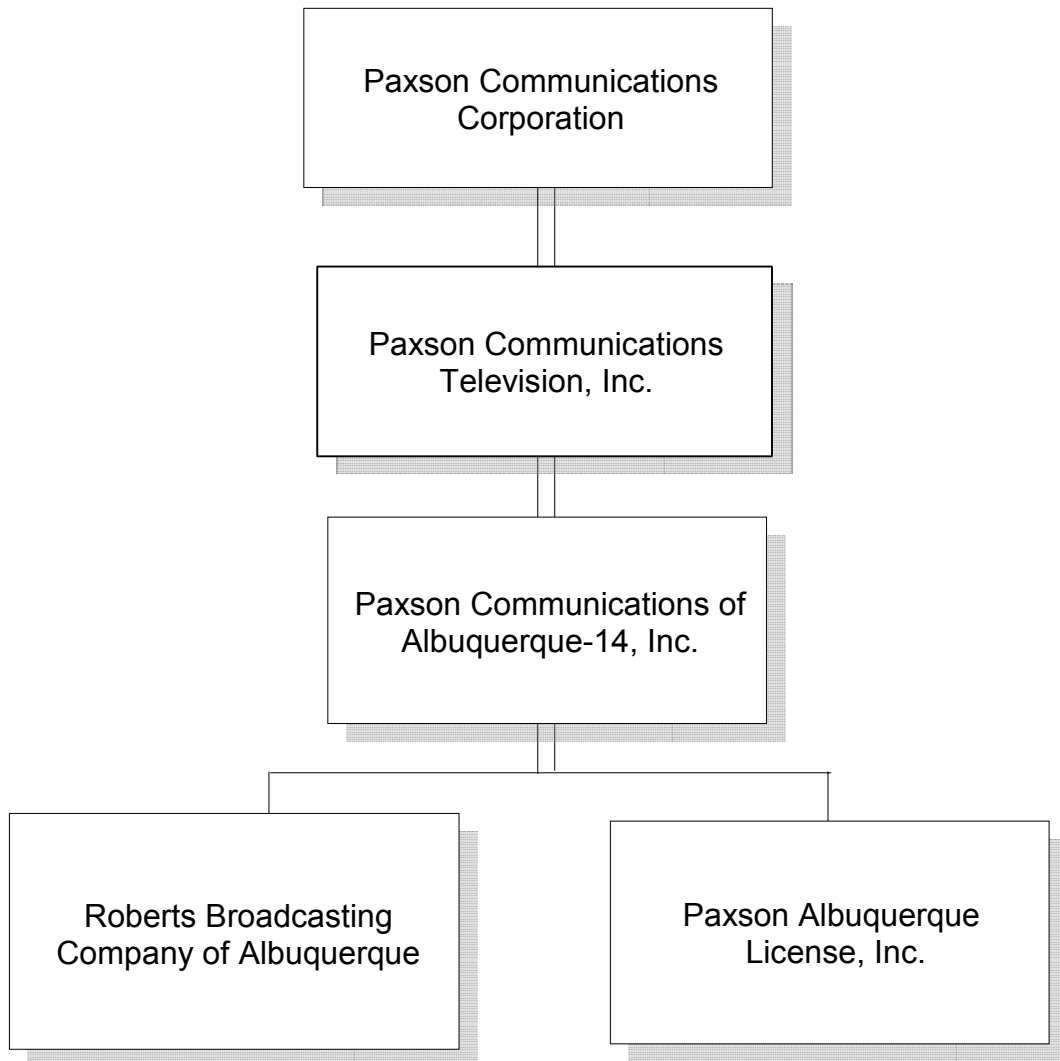 Paxson Communications
Corporation
Paxson Communications
Television, Inc.
Paxson Communications of
Albuquerque-14, Inc.
Roberts Broadcasting
Company of Albuquerque
Paxson Albuquerque
License, Inc.